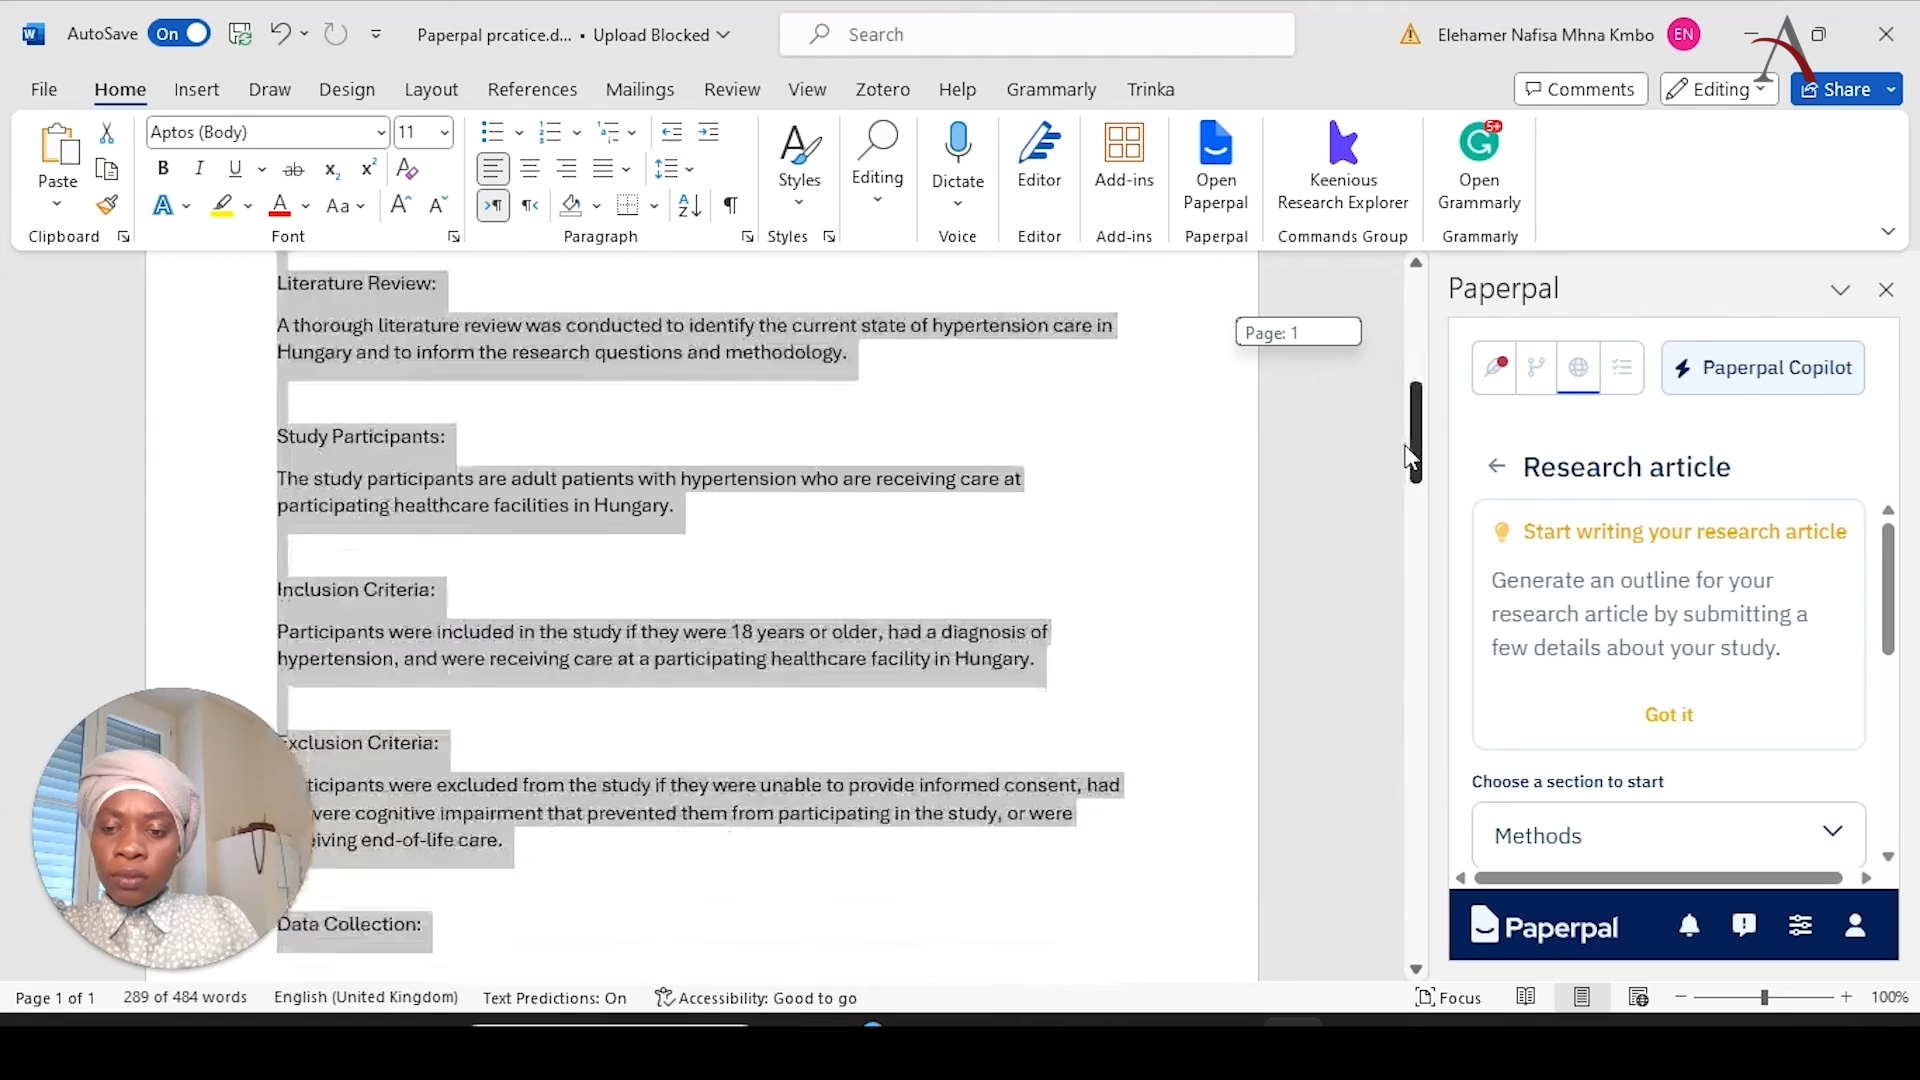 AutoSave On Paperpal prcatice.d... • Upload Blocked Search Elehamer Nafisa Mhna Kmbo EN
File Home Insert Draw Design Layout References Mailings Review View Zotero Help Grammarly Trinka Comments Editing Share
Aptos (Body) 11
Paste
Styles
Editing
Dictate
Editor
Add-ins
Open
Paperpal
Keenious
Research Explorer
Open
Grammarly
Clipboard Font Paragraph Styles Voice Editor Add-ins Paperpal Commands Group Grammarly
Literature Review:
A thorough literature review was conducted to identify the current state of hypertension care in
Hungary and to inform the research questions and methodology.
Study Participants:
The study participants are adult patients with hypertension who are receiving care at
participating healthcare facilities in Hungary.
Inclusion Criteria:
Participants were included in the study if they were 18 years or older, had a diagnosis of
hypertension, and were receiving care at a participating healthcare facility in Hungary.
Exclusion Criteria:
ticipants were excluded from the study if they were unable to provide informed consent, had
vere cognitive impairment that prevented them from participating in the study, or were
iving end-of-life care.
Data Collection:
Page: 1
Paperpal
Paperpal Copilot
Research article
Start writing your research article
Generate an outline for your
research article by submitting a
few details about your study.
Got it
Choose a section to start
Methods
Paperpal
Page 1 of 1 289 of 484 words English (United Kingdom) Text Predictions: On Accessibility: Good to go Focus 100%